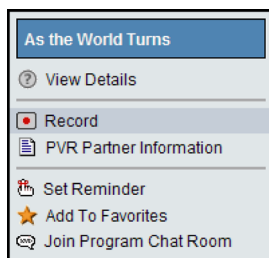 As the World Turns
View Details
Record
PVR Partner Information
Set Reminder
Add To Favorites
Join Program Chat Room